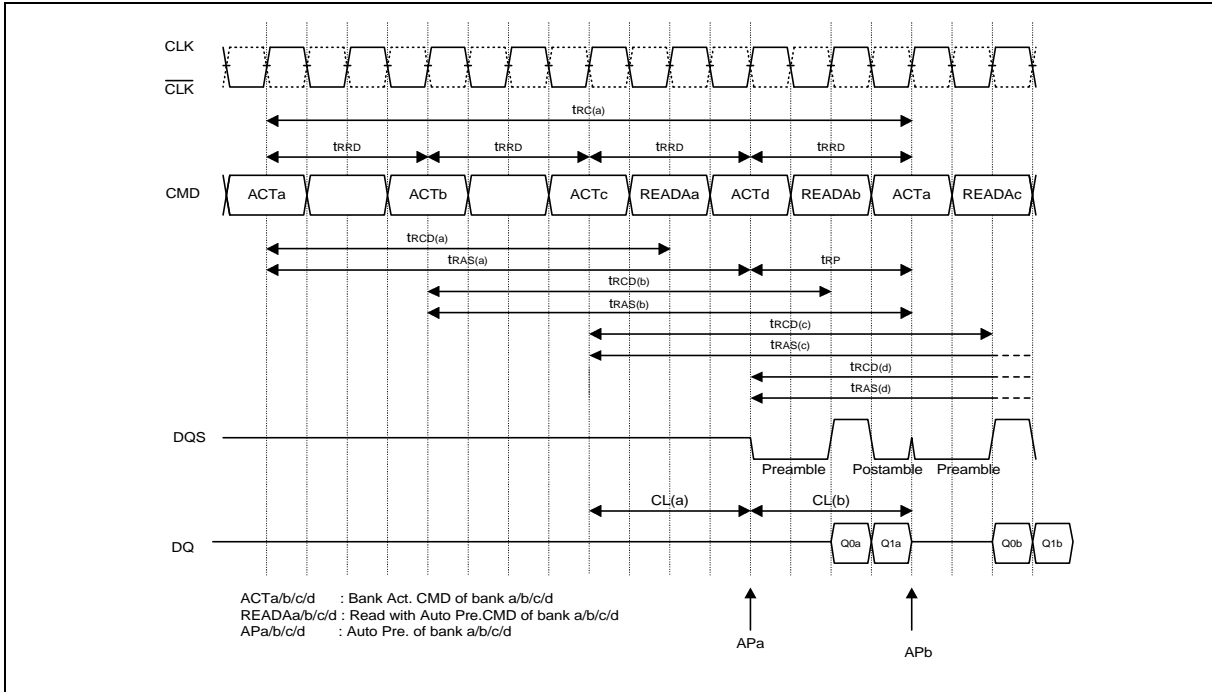 CLK
CLK
tRC(a)
tRRD tRRD tRRD tRRD
CMD ACTa ACTb ACTc READAa ACTd READAb ACTa READAc
tRCD(a)
tRAS(a) tRP
tRCD(b)
tRAS(b)
tRCD(c)
tRAS(c)
tRCD(d)
tRAS(d)
DQS
Preamble Postamble Preamble
CL(a) CL(b)
DQ Q0a Q1a Q0b Q1b
ACTa/b/c/d : Bank Act. CMD of bank a/b/c/d
READAa/b/c/d : Read with Auto Pre.CMD of bank a/b/c/d
APa/b/c/d : Auto Pre. of bank a/b/c/d
APa APb